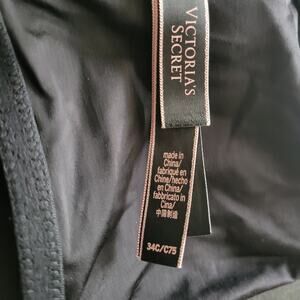 VICTORIA'S
SECRET
made in
China/
fabriqué en
Chine/hecho
en China/
fabbricato in
Cina/
中国制造
34C/C75